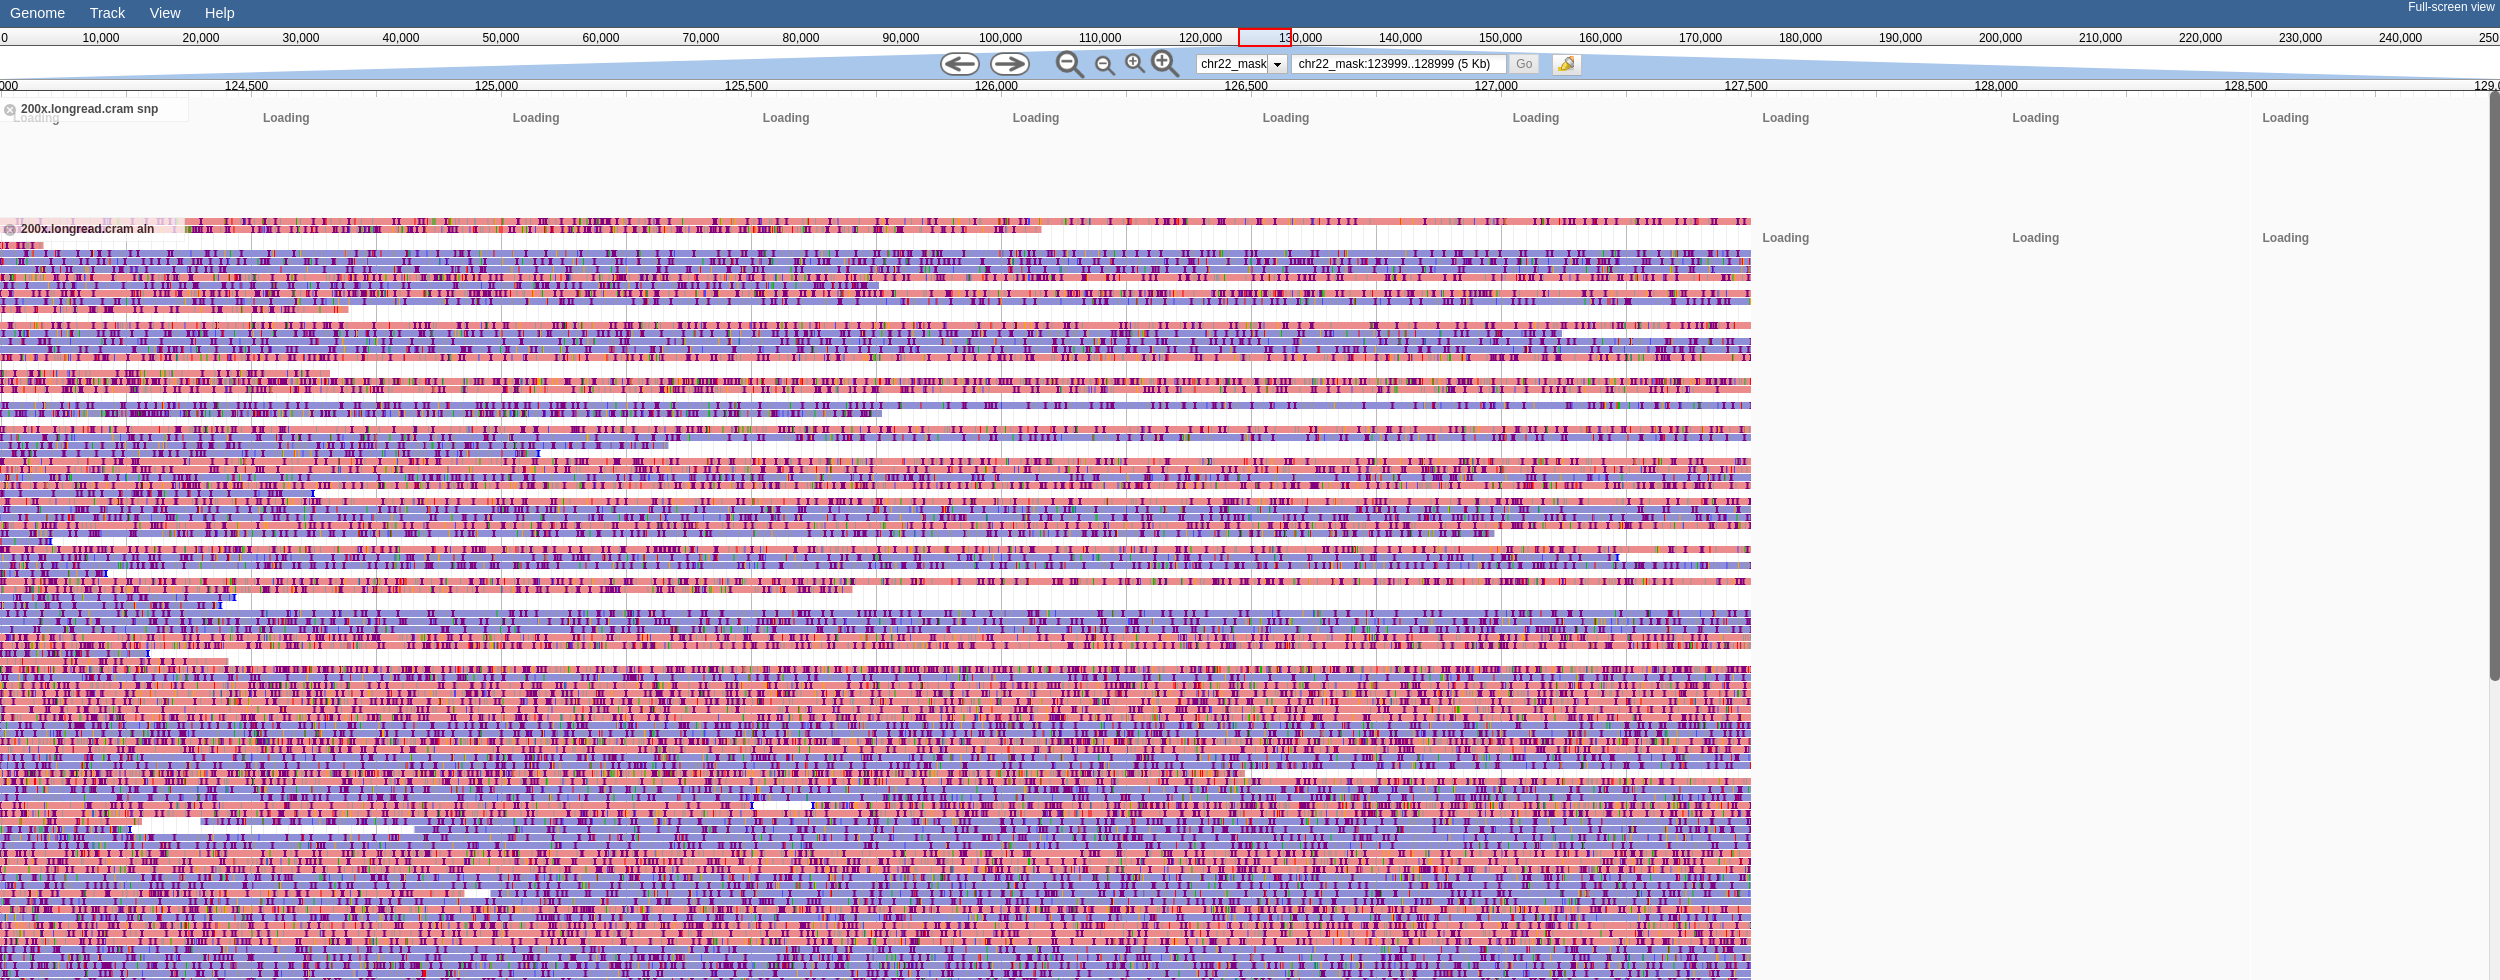 Genome Track View Help Full-screen view
0 10,000 20,000 30,000 40,000 50,000 60,000 70,000 80,000 90,000 100,000 110,000 120,000 130,000 140,000 150,000 160,000 170,000 180,000 190,000 200,000 210,000 220,000 230,000 240,000 250
chr22_mask chr22_mask:123999..128999 (5 Kb) Go
000 124,500 125,000 125,500 126,000 126,500 127,000 127,500 128,000 128,500 129,0
200x.longread.cram snp
Loading Loading Loading Loading Loading Loading Loading Loading Loading Loading
200x.longread.cram aln
Loading Loading Loading